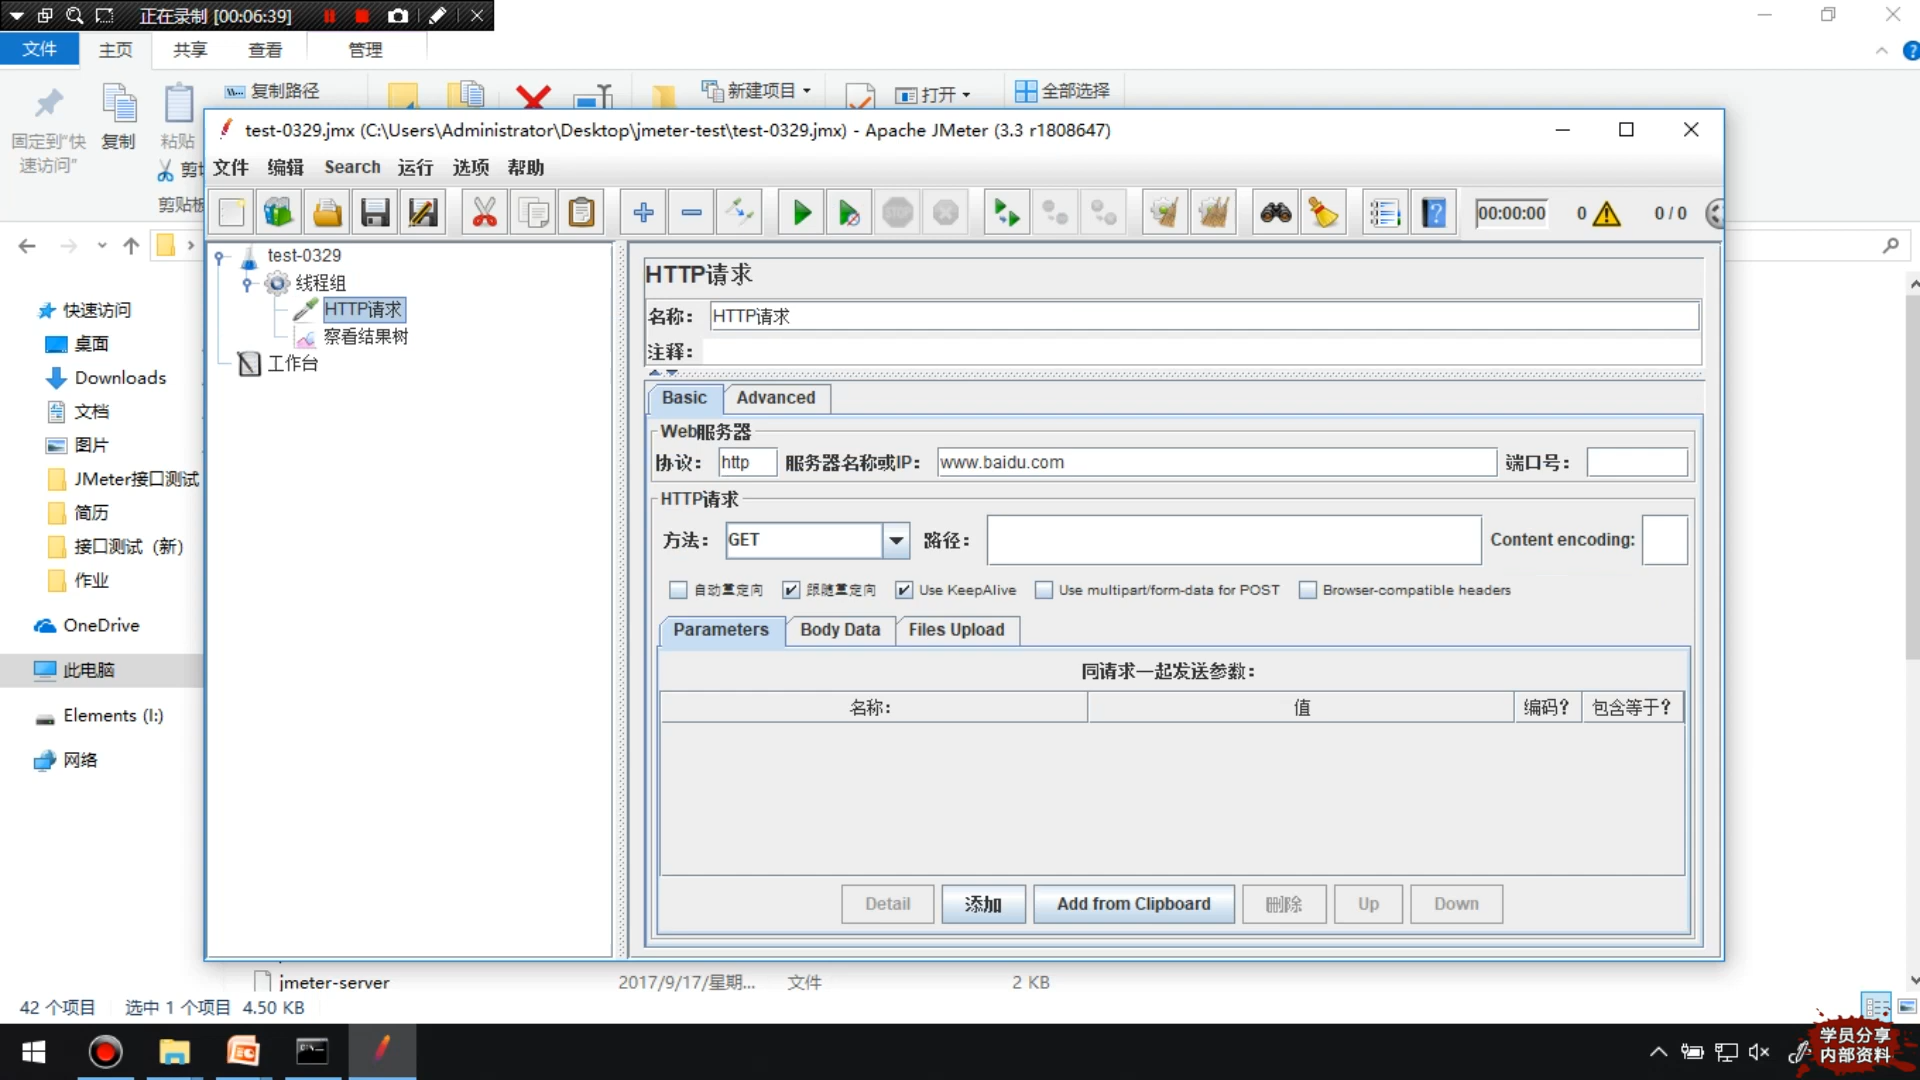 正在录制 [00:06:39]
文件 主页 共享 查看 管理
复制路径 新建项目 打开 全部选择
固定到"快速访问" 复制 粘贴
剪贴板
test-0329.jmx (C:\Users\Administrator\Desktop\jmeter-test\test-0329.jmx) - Apache JMeter (3.3 r1808647)
文件 编辑 Search 运行 选项 帮助
STOP 00:00:00 0 0 / 0
快速访问
桌面
Downloads
文档
图片
JMeter接口测试
简历
接口测试（新）
作业
OneDrive
此电脑
Elements (I:)
网络
test-0329
线程组
HTTP请求
察看结果树
工作台
HTTP请求
名称： HTTP请求
注释：
Basic Advanced
Web服务器
协议： http 服务器名称或IP： www.baidu.com 端口号：
HTTP请求
方法： GET 路径： Content encoding:
自动重定向 跟随重定向 Use KeepAlive Use multipart/form-data for POST Browser-compatible headers
Parameters Body Data Files Upload
同请求一起发送参数：
名称： 值 编码？ 包含等于？
Detail 添加 Add from Clipboard 删除 Up Down
jmeter-server 2017/9/17/星期... 文件 2 KB
42 个项目 选中 1 个项目 4.50 KB
学员分享
内部资料